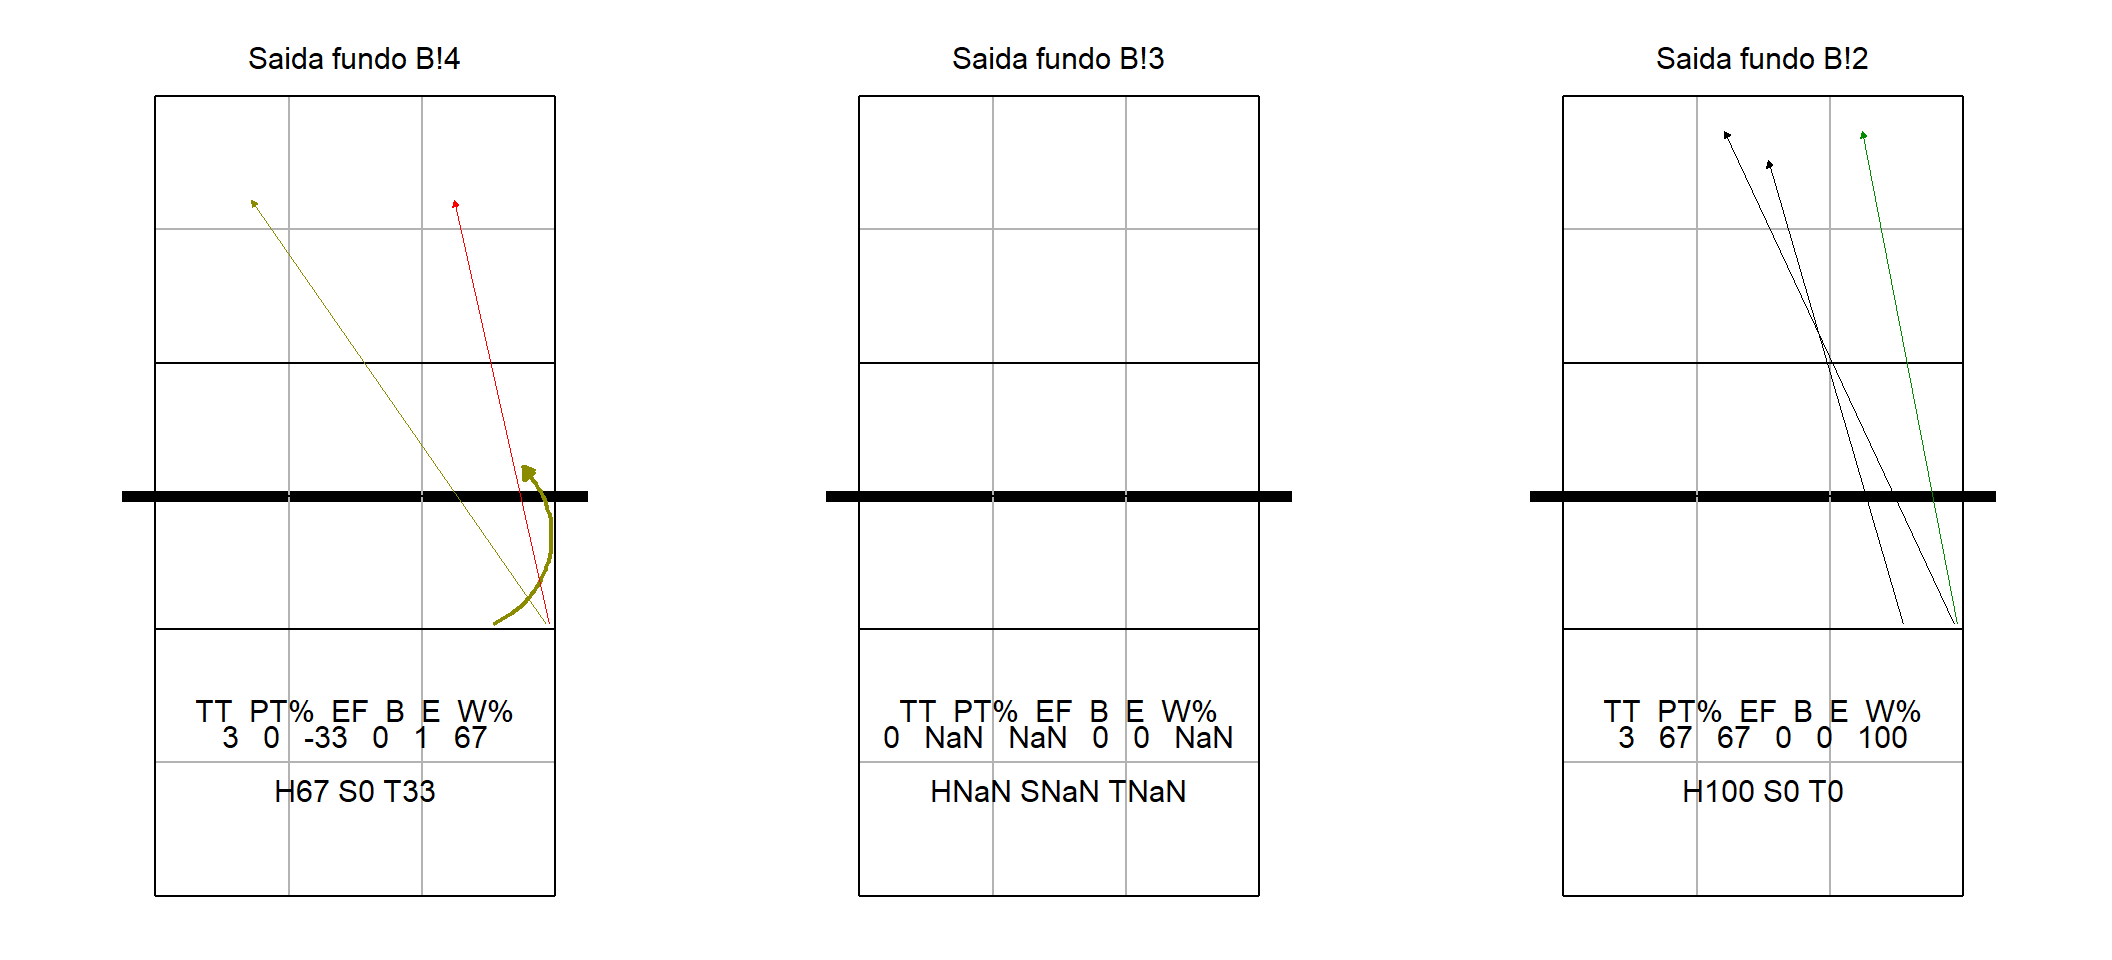 Saida fundo B!4
TT PT% EF B E W%
3 0 -33 0 1 67
H67 S0 T33
Saida fundo B!3
TT PT% EF B E W%
0 NaN NaN 0 0 NaN
HNaN SNaN TNaN
Saida fundo B!2
TT PT% EF B E W%
3 67 67 0 0 100
H100 S0 T0